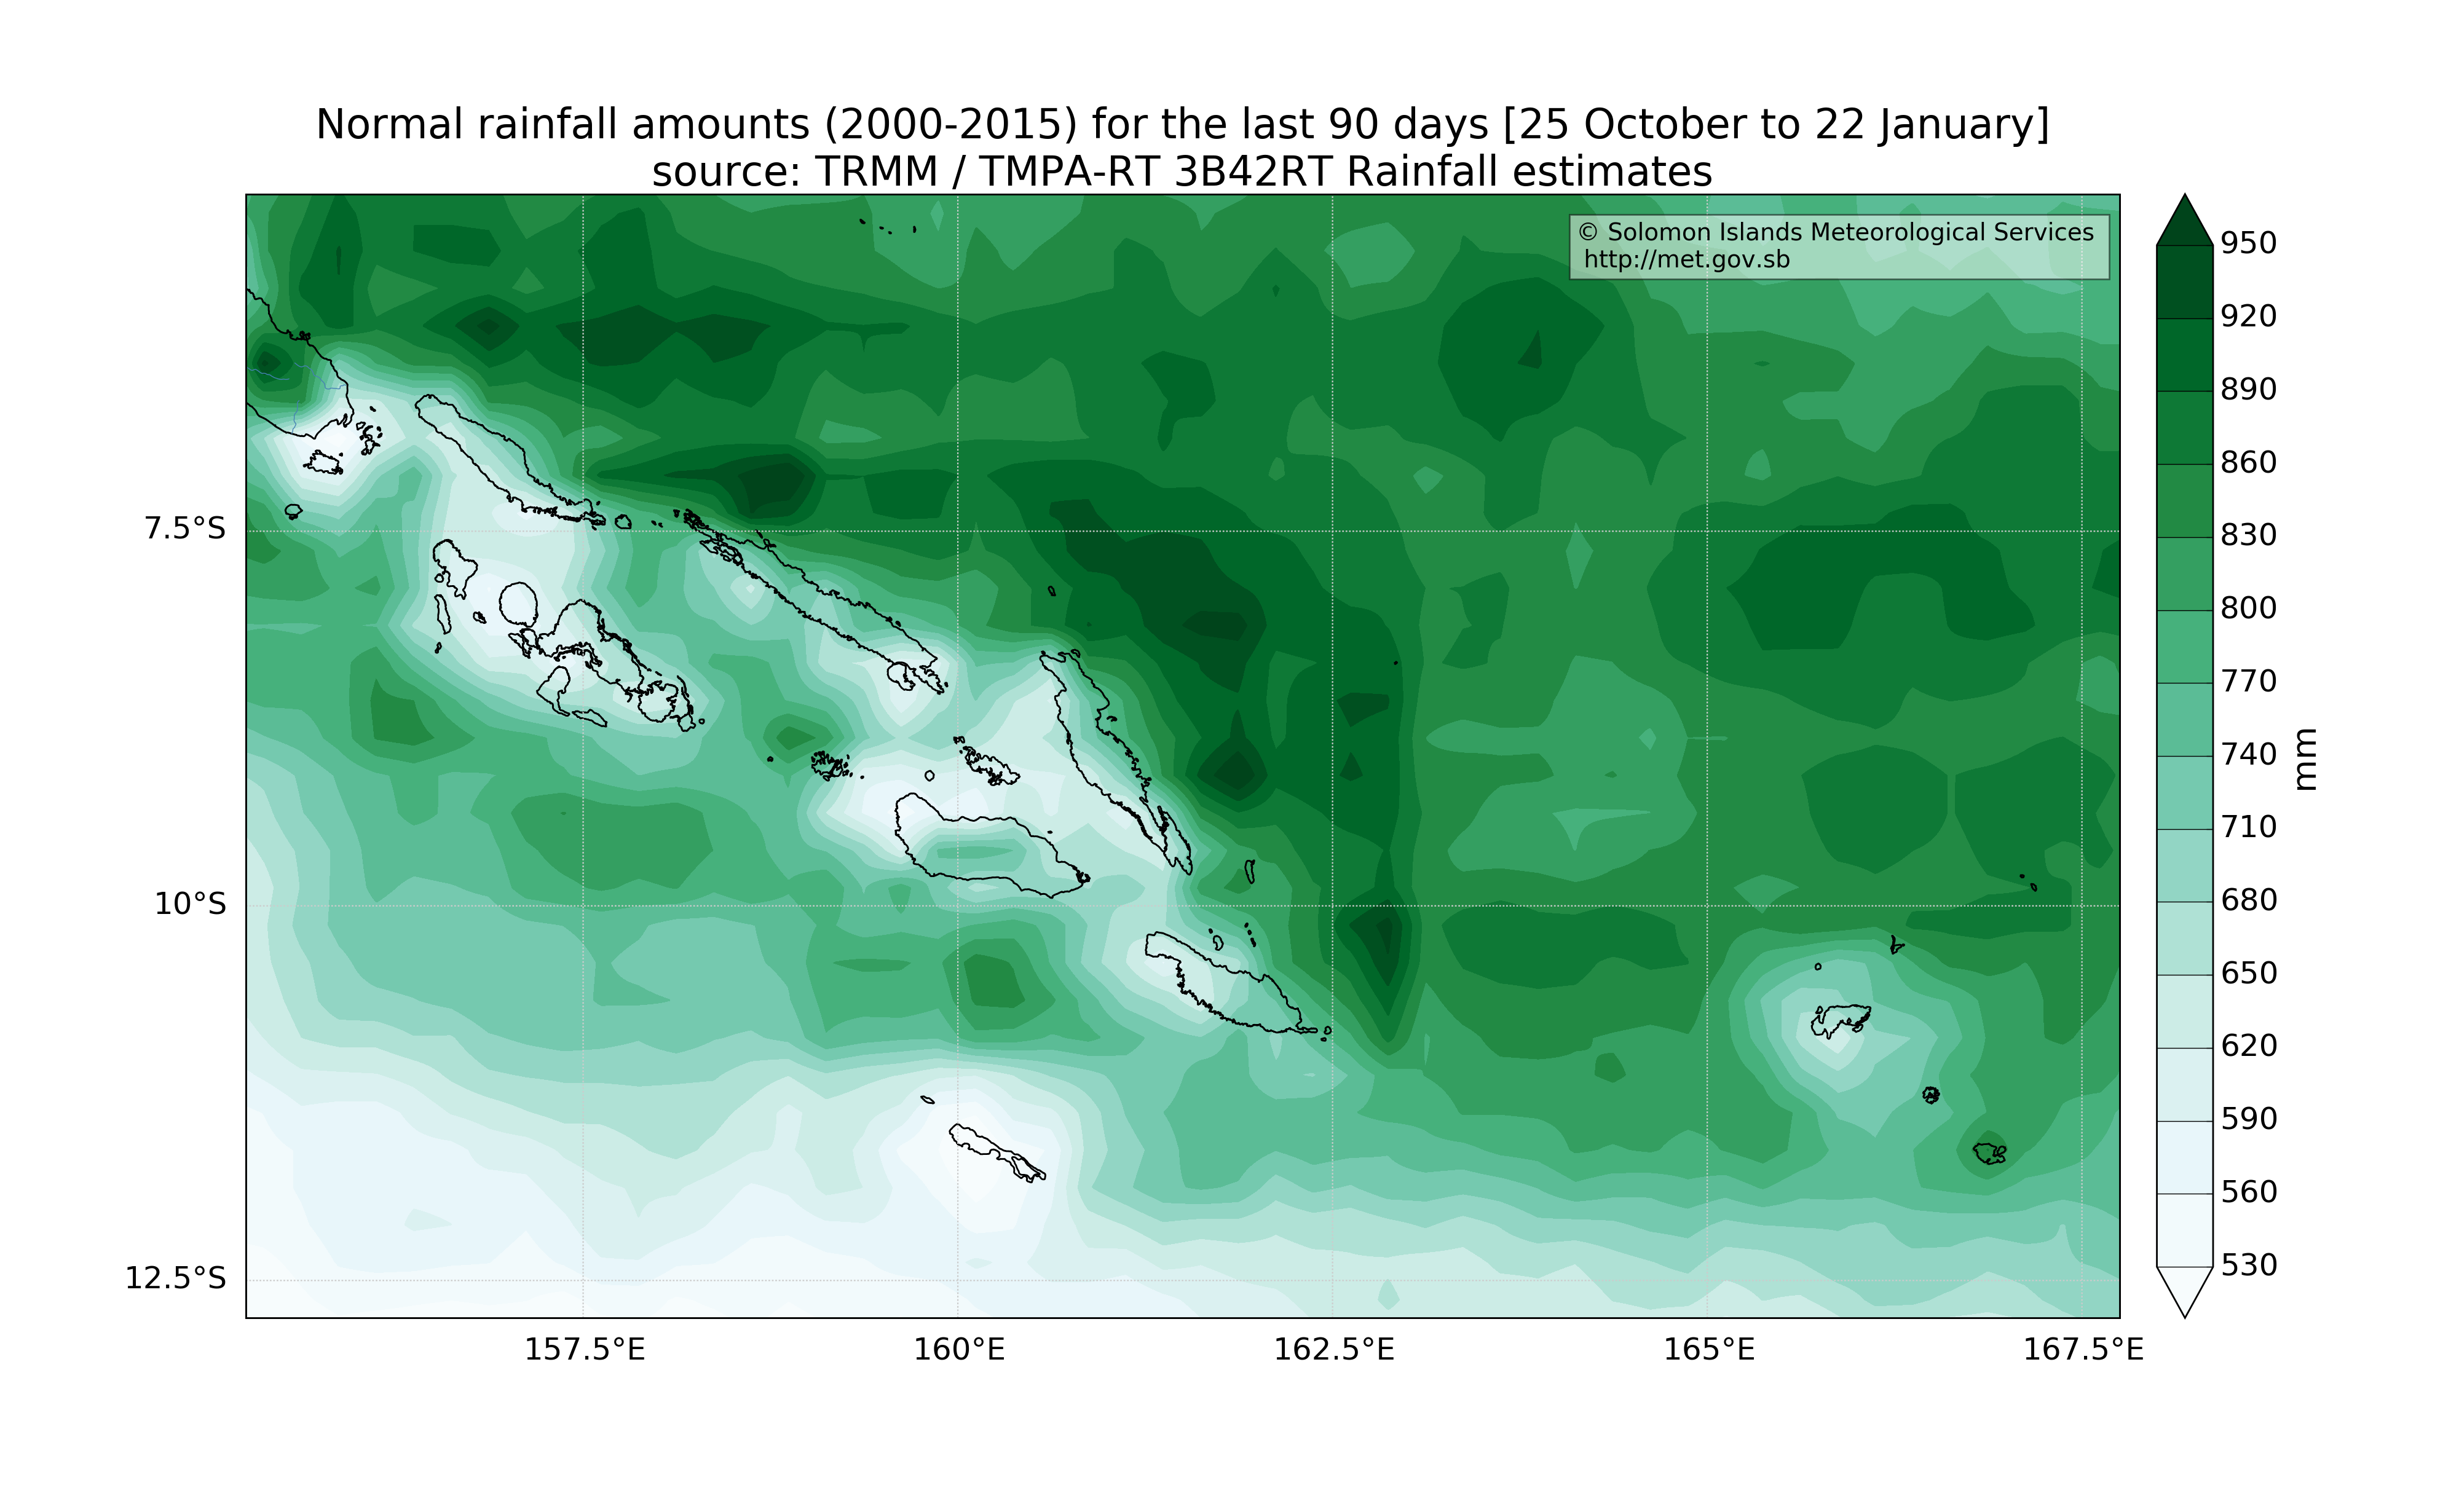 Normal rainfall amounts (2000-2015) for the last 90 days [25 October to 22 January]
source: TRMM / TMPA-RT 3B42RT Rainfall estimates
© Solomon Islands Meteorological Services
http://met.gov.sb
7.5°S
10°S
12.5°S
157.5°E
160°E
162.5°E
165°E
167.5°E
950
920
890
860
830
800
770
740
710
680
650
620
590
560
530
mm